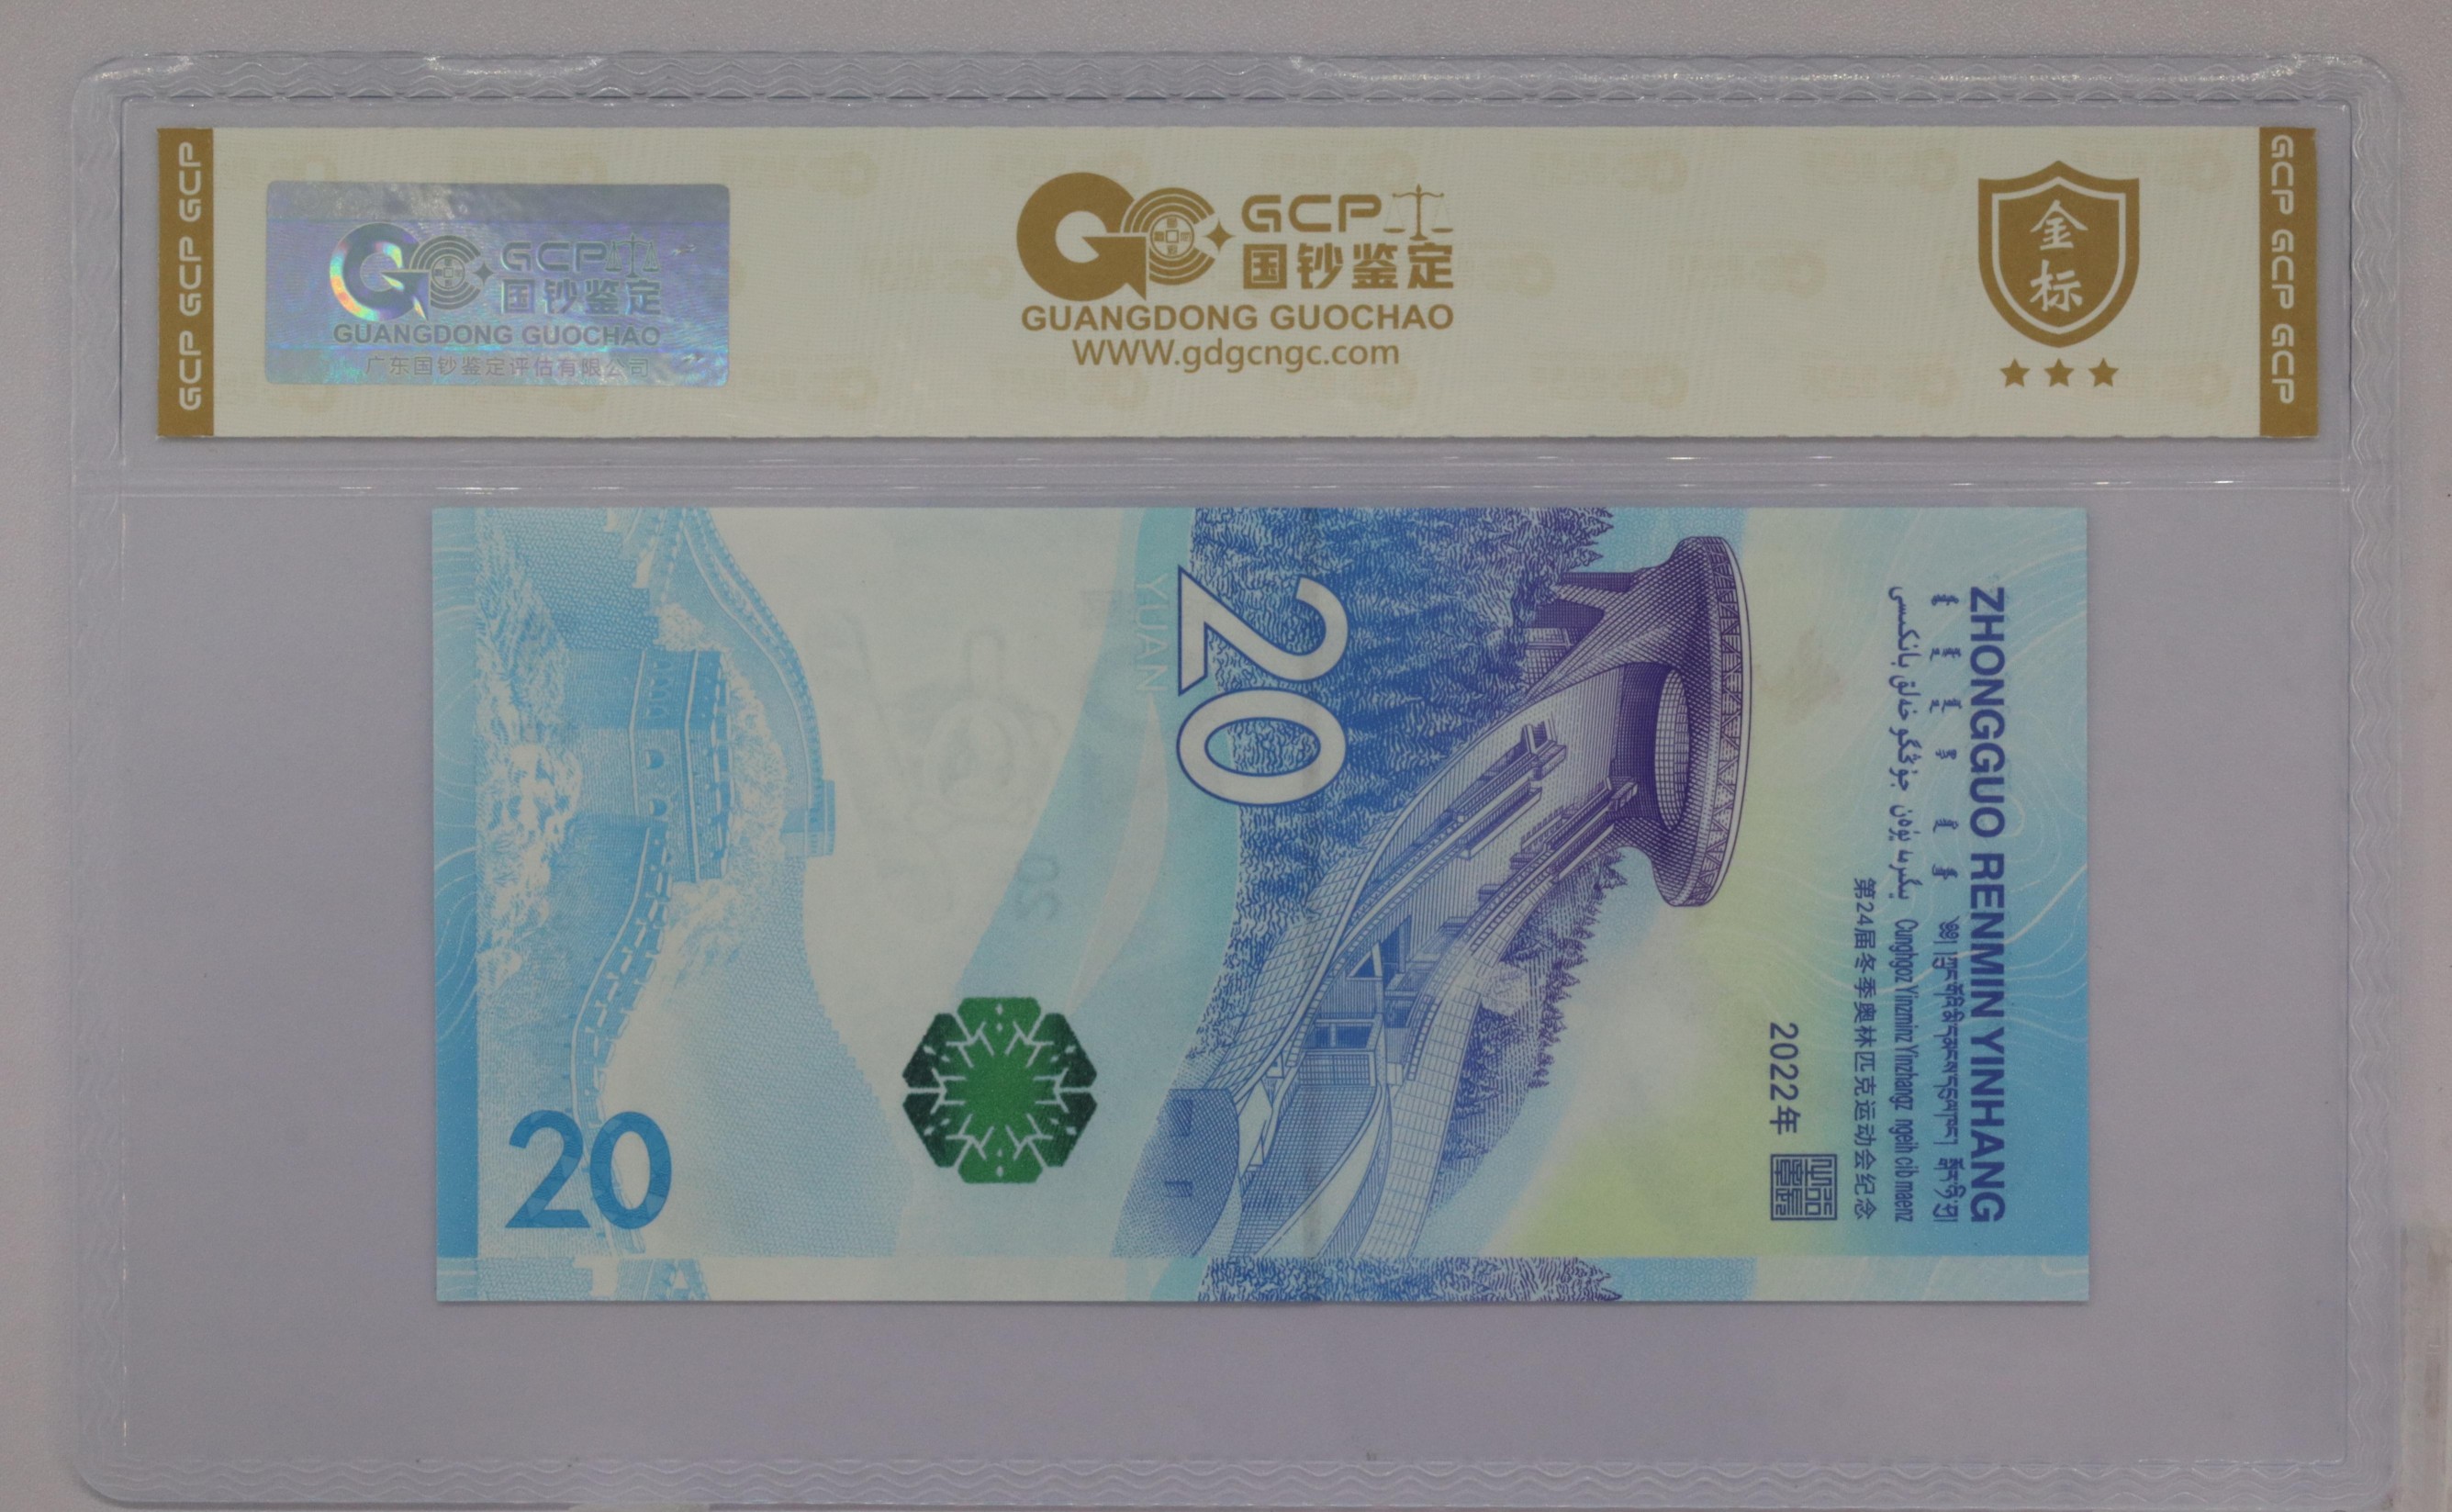 GCP GCP GCP
GCP
国钞鉴定
GUANGDONG GUOCHAO
广东国钞鉴定评估有限公司
GCP
国钞鉴定
GUANGDONG GUOCHAO
WWW.gdgcngc.com
金
标
GCP GCP GCP
ZHONGGUO RENMIN YINHANG
Cunghgoz Yinzminz Yinzhangz ngeih cib maenz
第24届冬季奥林匹克运动会纪念
2022年
20
YUAN
20
20